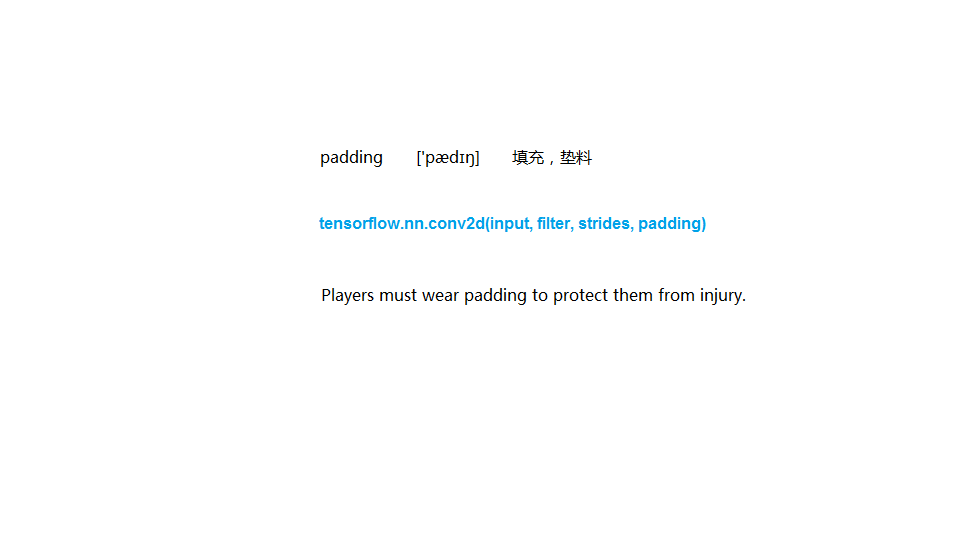 padding ['pædɪŋ] 填充，垫料
tensorflow.nn.conv2d(input, filter, strides, padding)
Players must wear padding to protect them from injury.